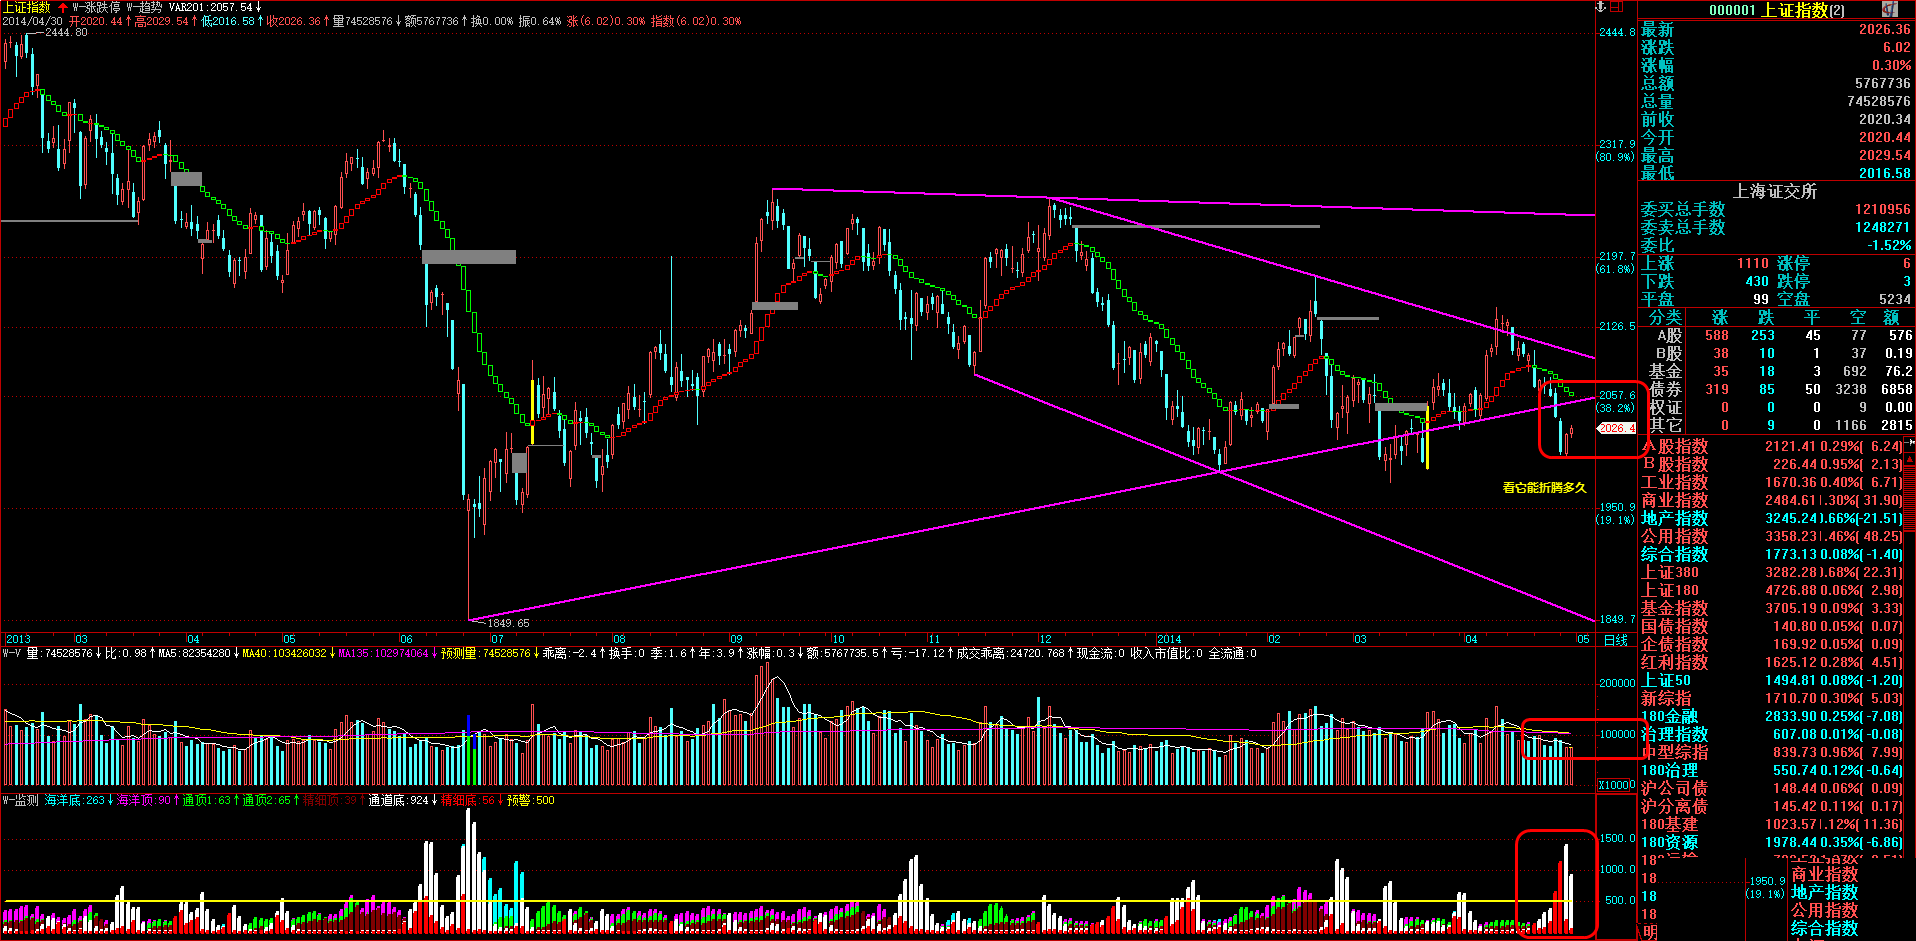 上证指数 ↑ W-涨跌停 W-趋势 VAR201:2057.54↓
2014/04/30 开2020.44↑高2029.54↑低2016.58↑收2026.36↑量74528576↓额5767736↑换0.00% 振0.64% 涨(6.02)0.30% 指数(6.02)0.30%
2444.80
2444.8
2317.9
(80.9%)
2197.7
(61.8%)
2126.5
2057.6
(38.2%)
2026.4
看它能折腾多久
1950.9
(19.1%)
1849.65
1849.7
2013 03 04 05 06 07 08 09 10 11 12 2014 02 03 04 05 日线
W-V 量:74528576↓比:0.98↑MA5:82354280↓MA40:103426032↓MA135:102974064↓预测量:74528576↓乖离:-2.4↑换手:0 季:1.6↑年:3.9↑涨幅:0.3↓额:5767735.5↑亏:-17.12↑成交乖离:24720.768↑现金流:0 收入市值比:0 全流通:0
200000
100000
X10000
W-监测 海洋底:263↓海洋顶:90↑通顶1:63↑通顶2:65↑精细顶:39↑通道底:924↓精细底:56↓预警:500
1500.0
1000.0
500.0
000001 上证指数(2)
最新 2026.36
涨跌 6.02
涨幅 0.30%
总额 5767736
总量 74528576
前收 2020.34
今开 2020.44
最高 2029.54
最低 2016.58
上海证交所
委买总手数 1210956
委卖总手数 1248271
委比 -1.52%
上涨 1110 涨停 6
下跌 430 跌停 3
平盘 99 空盘 5234
分类 涨 跌 平 空 额
A股 588 253 45 77 576
B股 38 10 1 37 0.19
基金 35 18 3 692 76.2
债券 319 85 50 3238 6858
权证 0 0 0 9 0.00
其它 0 9 0 1166 2815
A股指数 2121.41 0.29%( 6.24)
B股指数 226.44 0.95%( 2.13)
工业指数 1670.36 0.40%( 6.71)
商业指数 2484.61 .30%( 31.90)
地产指数 3245.24 .66%(-21.51)
公用指数 3358.23 .46%( 48.25)
综合指数 1773.13 0.08%( -1.40)
上证380 3282.28 .68%( 22.31)
上证180 4726.88 0.06%( 2.98)
基金指数 3705.19 0.09%( 3.33)
国债指数 140.80 0.05%( 0.07)
企债指数 169.92 0.05%( 0.09)
红利指数 1625.12 0.28%( 4.51)
上证50 1494.81 0.08%( -1.20)
新综指 1710.70 0.30%( 5.03)
180金融 2833.90 0.25%( -7.08)
治理指数 607.08 0.01%( -0.08)
中型综指 839.73 0.96%( 7.99)
180治理 550.74 0.12%( -0.64)
沪公司债 148.44 0.06%( 0.09)
沪分离债 145.42 0.11%( 0.17)
180基建 1023.57 .12%( 11.36)
180资源 1978.44 0.35%( -6.86)
18
18
18
18
明
1950.9
(19.1%)
商业指数
地产指数
公用指数
综合指数